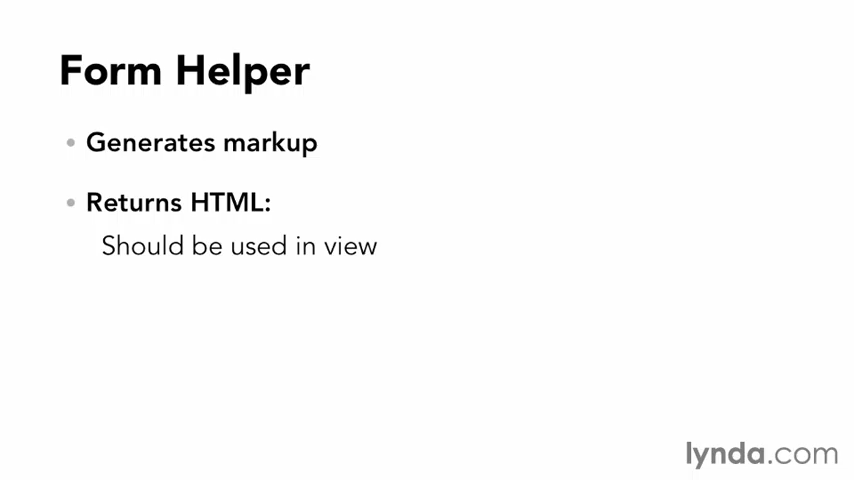 Form Helper
• Generates markup
• Returns HTML:
Should be used in view
lynda.com